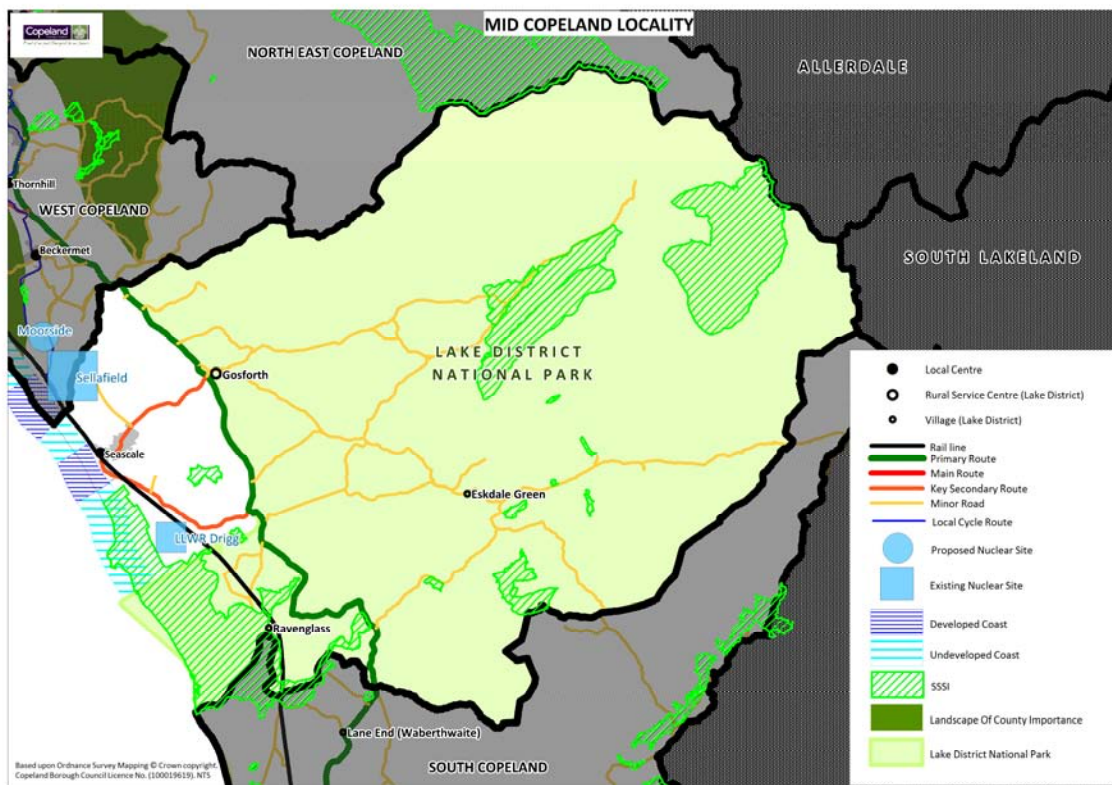 Copeland
MID COPELAND LOCALITY
NORTH EAST COPELAND
ALLERDALE
Thornhill
WEST COPELAND
Beckermet
SOUTH LAKELAND
Moorside
Sellafield
LAKE DISTRICT
NATIONAL PARK
Gosforth
Seascale
Eskdale Green
LLWR Drigg
Ravenglass
Lane End (Waberthwaite)
SOUTH COPELAND
Local Centre
Rural Service Centre (Lake District)
Village (Lake District)
Rail line
Primary Route
Main Route
Key Secondary Route
Minor Road
Local Cycle Route
Proposed Nuclear Site
Existing Nuclear Site
Developed Coast
Undeveloped Coast
SSSI
Landscape Of County Importance
Lake District National Park
Based upon Ordnance Survey Mapping © Crown copyright.
Copeland Borough Council Licence No. (100019619). NTS